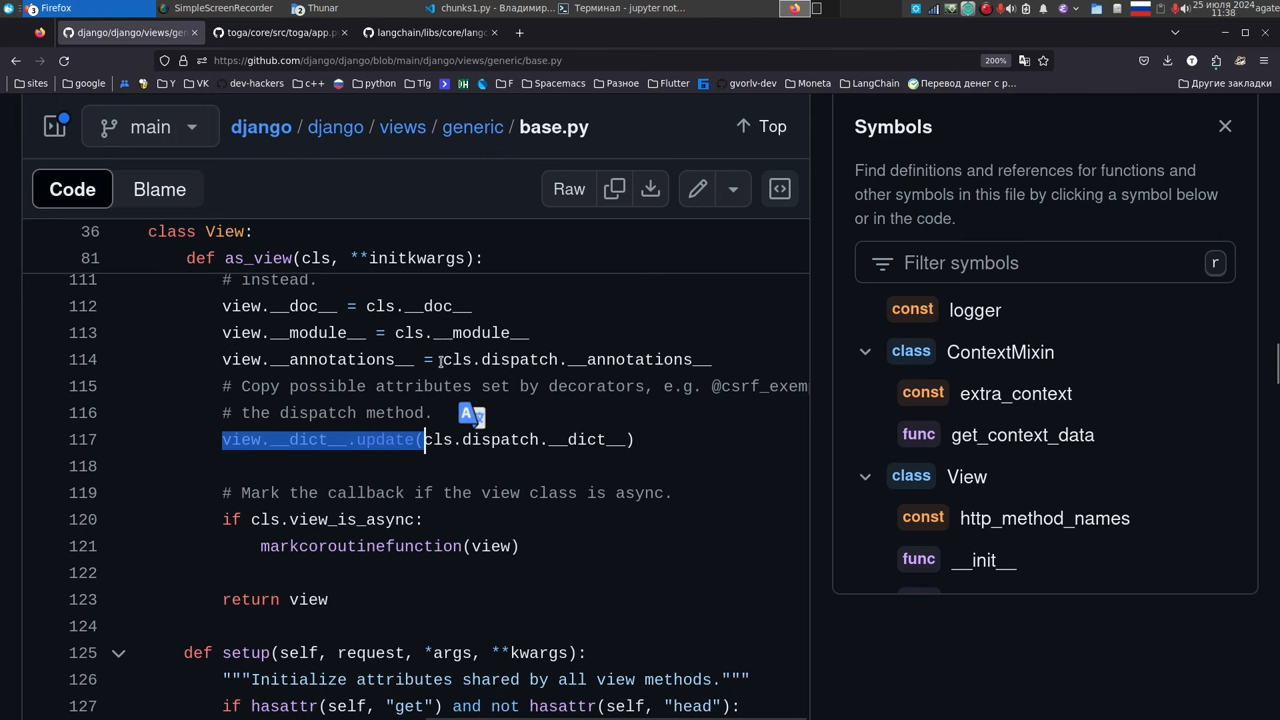 Firefox
SimpleScreenRecorder
2 Thunar
chunks1.py — Владимир...
Терминал - jupyter not...
25 июля 2024
11:38
agate
django/django/views/gen
toga/core/src/toga/app.p
langchain/libs/core/lang
https://github.com/django/django/blob/main/django/views/generic/base.py
200%
sites
google
Y
VK
dev-hackers
c++
python
Tlg
F
Spacemacs
Разное
Flutter
gvorlv-dev
Moneta
LangChain
Перевод денег с р...
Другие закладки
main
django / django / views / generic / base.py
Top
Code
Blame
Raw
36 class View:
81 def as_view(cls, **initkwargs):
111 # instead.
112 view.__doc__ = cls.__doc__
113 view.__module__ = cls.__module__
114 view.__annotations__ = cls.dispatch.__annotations__
115 # Copy possible attributes set by decorators, e.g. @csrf_exem
116 # the dispatch method.
117 view.__dict__.update(cls.dispatch.__dict__)
118
119 # Mark the callback if the view class is async.
120 if cls.view_is_async:
121 markcoroutinefunction(view)
122
123 return view
124
125 def setup(self, request, *args, **kwargs):
126 """Initialize attributes shared by all view methods."""
127 if hasattr(self, "get") and not hasattr(self, "head"):
Symbols
Find definitions and references for functions and
other symbols in this file by clicking a symbol below
or in the code.
Filter symbols
r
const logger
class ContextMixin
const extra_context
func get_context_data
class View
const http_method_names
func __init__